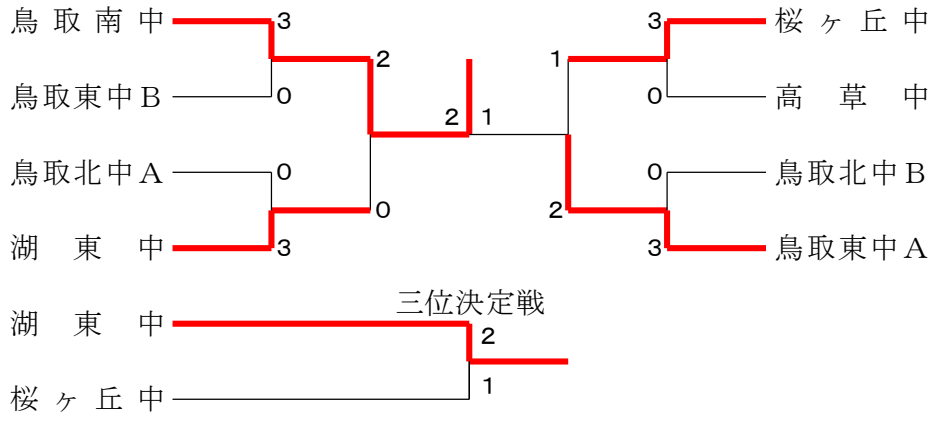 鳥取南中 3 3 桜ヶ丘中
2 1
鳥取東中B 0 2 1 0 高草中
鳥取北中A 0 0 鳥取北中B
0 2
湖東中 3 3 鳥取東中A
三位決定戦
湖東中 2
桜ヶ丘中 1